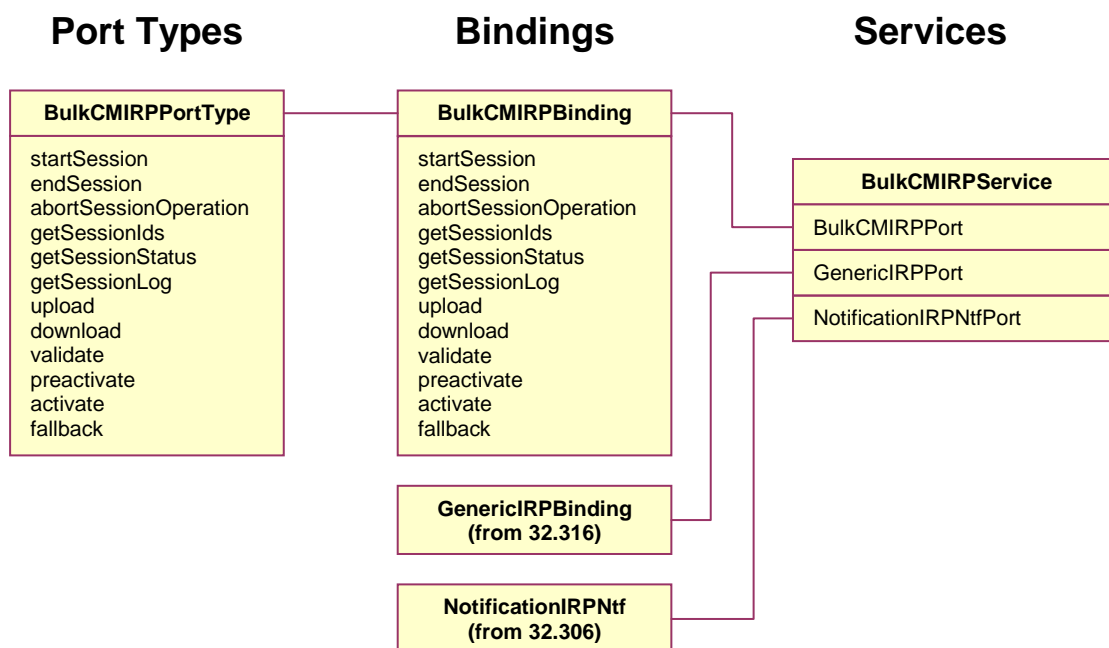 Port Types
Bindings
Services
BulkCMIRPPortType
startSession
endSession
abortSessionOperation
getSessionIds
getSessionStatus
getSessionLog
upload
download
validate
preactivate
activate
fallback
BulkCMIRPBinding
startSession
endSession
abortSessionOperation
getSessionIds
getSessionStatus
getSessionLog
upload
download
validate
preactivate
activate
fallback
GenericIRPBinding
(from 32.316)
NotificationIRPNtf
(from 32.306)
BulkCMIRPService
BulkCMIRPPort
GenericIRPPort
NotificationIRPNtfPort